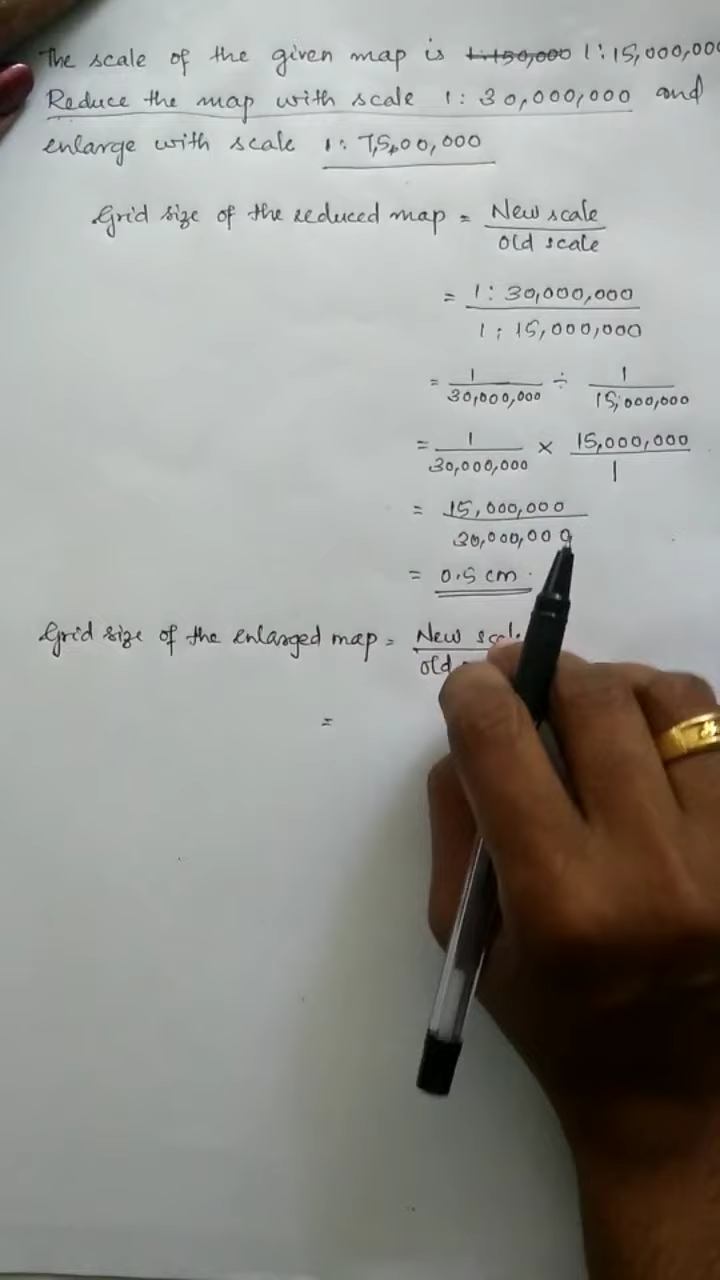 The scale of the given map is 1:150,000 1:15,000,000
Reduce the map with scale 1:30,000,000 and
enlarge with scale 1:7,5,00,000
Grid size of the reduced map = New scale
Old scale
= 1:30,000,000
1:15,000,000
= 1/30,000,000 ÷ 1/15,000,000
= 1/30,000,000 × 15,000,000/1
= 15,000,000
30,000,000
= 0.5 cm.
Grid size of the enlarged map = New scale
old
=